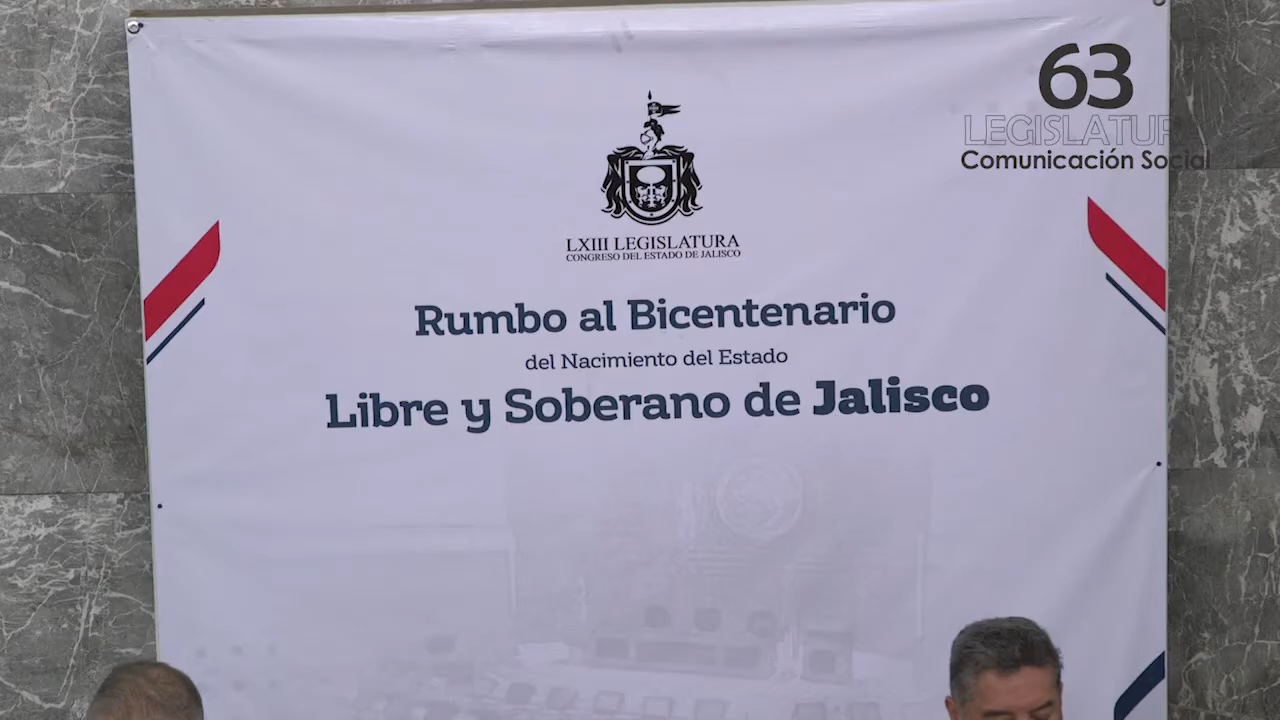 63
LEGISLATUR
Comunicación Social
LXIII LEGISLATURA
CONGRESO DEL ESTADO DE JALISCO
Rumbo al Bicentenario
del Nacimiento del Estado
Libre y Soberano de Jalisco